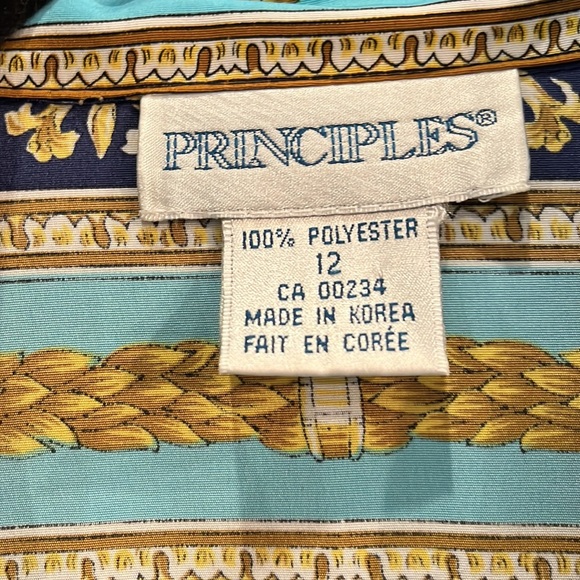 PRINCIPLES®
100% POLYESTER
12
CA 00234
MADE IN KOREA
FAIT EN CORÉE